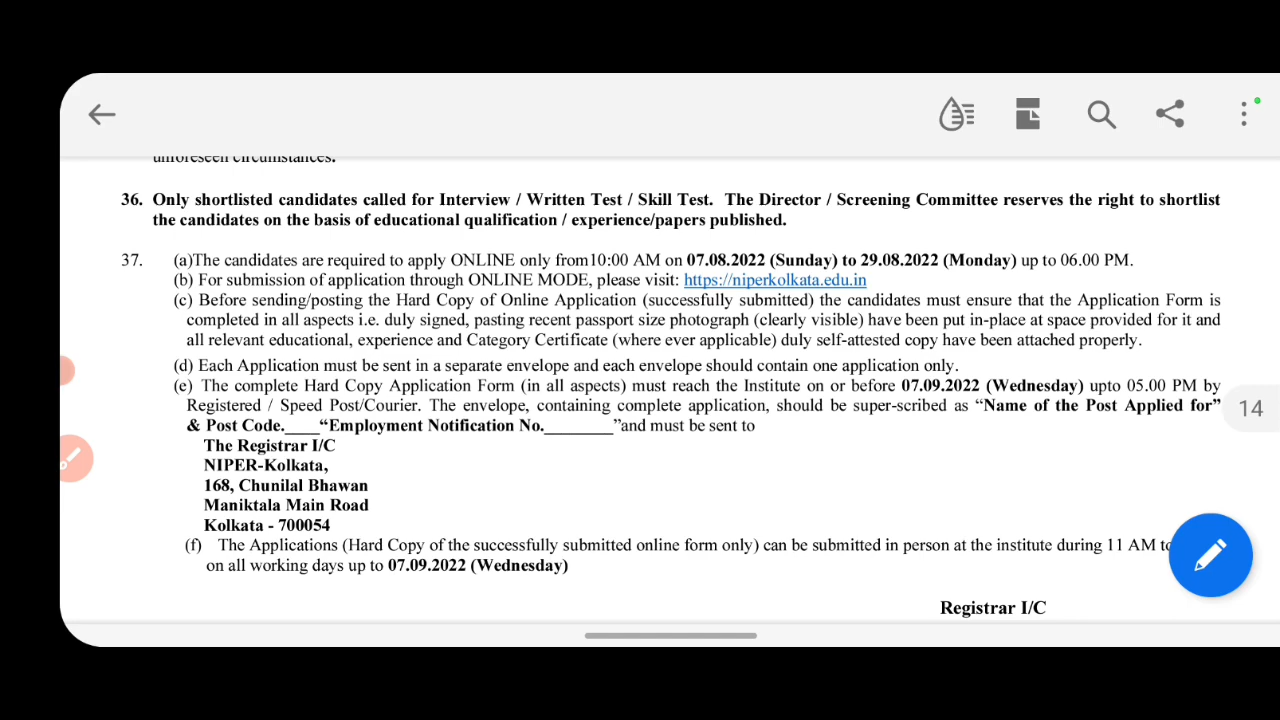 unforeseen circumstances.
36. Only shortlisted candidates called for Interview / Written Test / Skill Test. The Director / Screening Committee reserves the right to shortlist
the candidates on the basis of educational qualification / experience/papers published.
37. (a)The candidates are required to apply ONLINE only from10:00 AM on 07.08.2022 (Sunday) to 29.08.2022 (Monday) up to 06.00 PM.
(b) For submission of application through ONLINE MODE, please visit: https://niperkolkata.edu.in
(c) Before sending/posting the Hard Copy of Online Application (successfully submitted) the candidates must ensure that the Application Form is
completed in all aspects i.e. duly signed, pasting recent passport size photograph (clearly visible) have been put in-place at space provided for it and
all relevant educational, experience and Category Certificate (where ever applicable) duly self-attested copy have been attached properly.
(d) Each Application must be sent in a separate envelope and each envelope should contain one application only.
(e) The complete Hard Copy Application Form (in all aspects) must reach the Institute on or before 07.09.2022 (Wednesday) upto 05.00 PM by
Registered / Speed Post/Courier. The envelope, containing complete application, should be super-scribed as “Name of the Post Applied for”
14
& Post Code.____“Employment Notification No.________”and must be sent to
The Registrar I/C
NIPER-Kolkata,
168, Chunilal Bhawan
Maniktala Main Road
Kolkata - 700054
(f) The Applications (Hard Copy of the successfully submitted online form only) can be submitted in person at the institute during 11 AM to
on all working days up to 07.09.2022 (Wednesday)
Registrar I/C